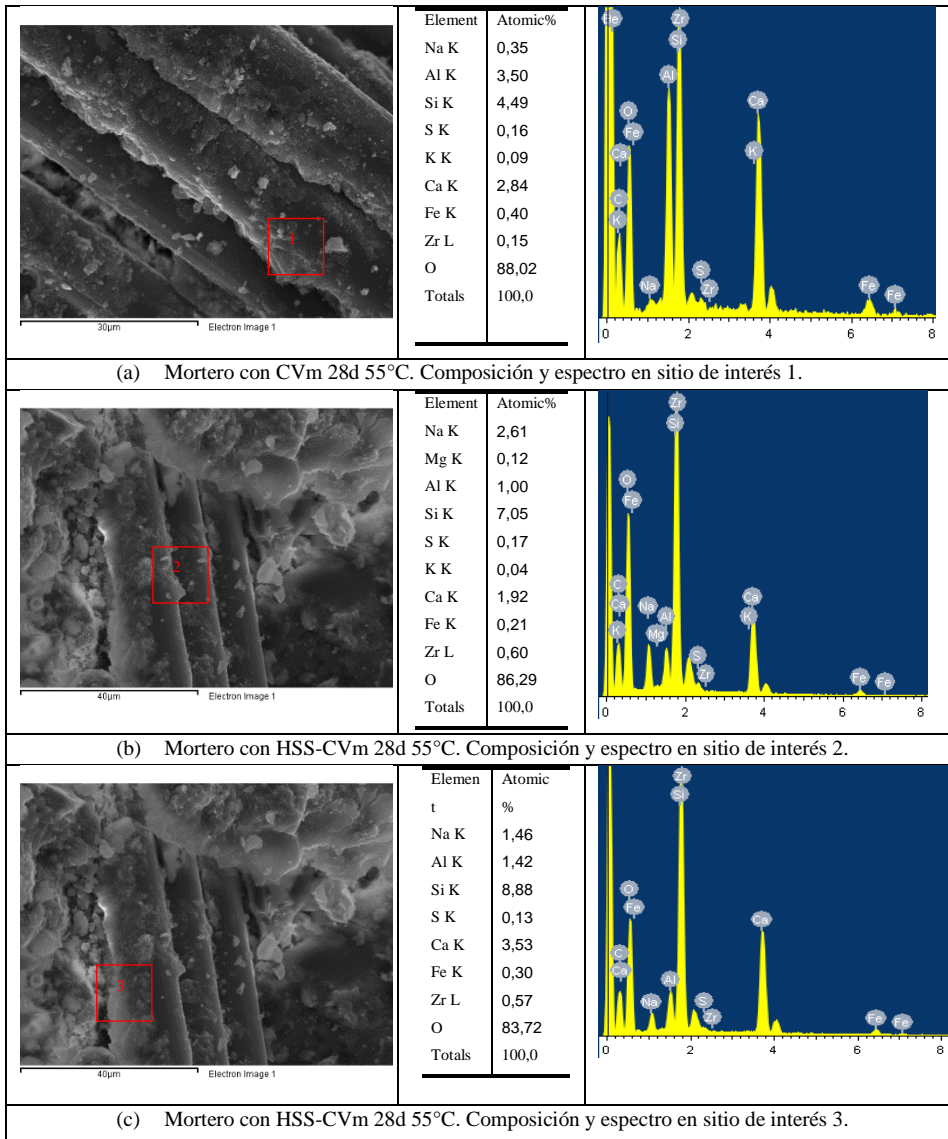 1
30µm
Electron Image 1
Element Atomic%
Na K 0,35
Al K 3,50
Si K 4,49
S K 0,16
K K 0,09
Ca K 2,84
Fe K 0,40
Zr L 0,15
O 88,02
Totals 100,0
Fe
Zr
Si
Al
O
Fe
Ca
Ca
K
C
K
Na
S
Zr
Fe
Fe
0 2 4 6 8
(a) Mortero con CVm 28d 55°C. Composición y espectro en sitio de interés 1.
2
40µm
Electron Image 1
Element Atomic%
Na K 2,61
Mg K 0,12
Al K 1,00
Si K 7,05
S K 0,17
K K 0,04
Ca K 1,92
Fe K 0,21
Zr L 0,60
O 86,29
Totals 100,0
Zr
Si
O
Fe
C
Ca
K
Na
Mg
Al
S
Zr
Ca
K
Fe
Fe
0 2 4 6 8
(b) Mortero con HSS-CVm 28d 55°C. Composición y espectro en sitio de interés 2.
3
40µm
Electron Image 1
Elemen Atomic
t %
Na K 1,46
Al K 1,42
Si K 8,88
S K 0,13
Ca K 3,53
Fe K 0,30
Zr L 0,57
O 83,72
Totals 100,0
Zr
Si
O
Fe
C
Ca
Na
Al
S
Zr
Ca
Fe
Fe
0 2 4 6 8
(c) Mortero con HSS-CVm 28d 55°C. Composición y espectro en sitio de interés 3.